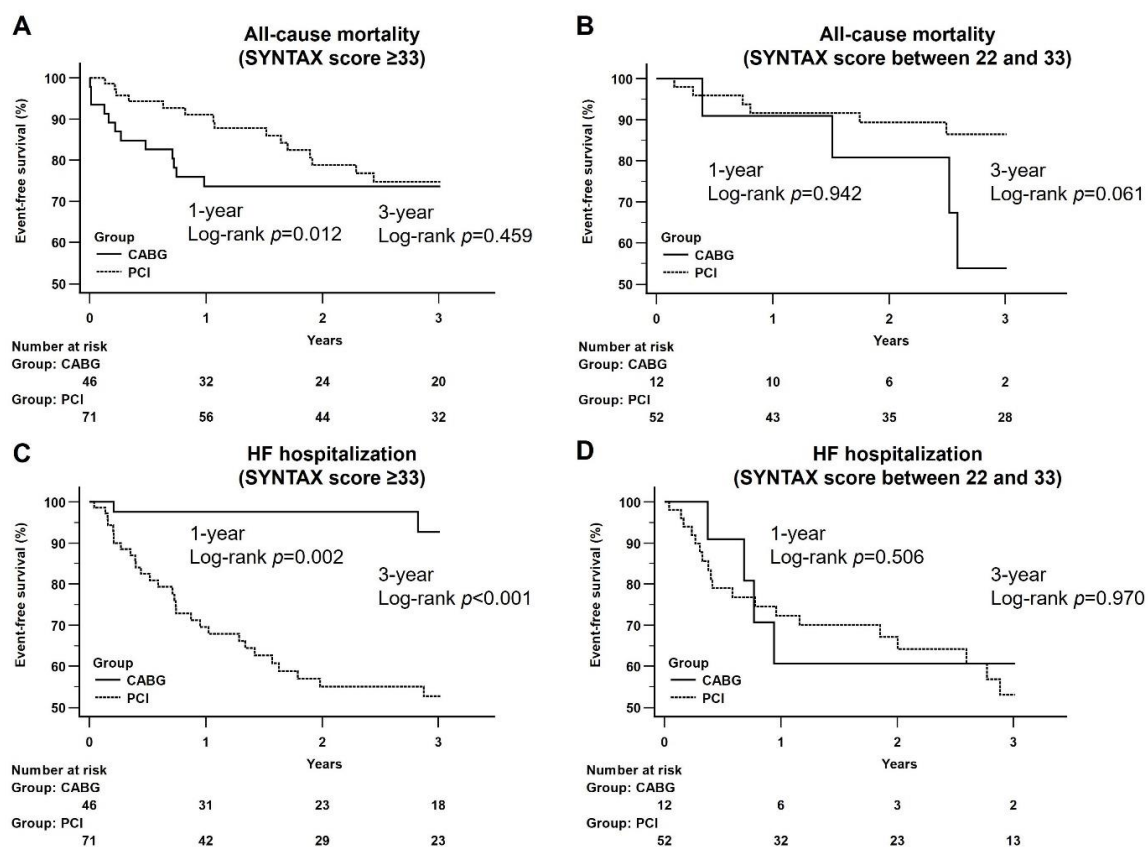 A
All-cause mortality
(SYNTAX score ≥33)
100
90
80
70
60
50
Event-free survival (%)
1-year
Log-rank p=0.012
3-year
Log-rank p=0.459
Group
CABG
PCI
0 1 2 3
Years
Number at risk
Group: CABG
46 32 24 20
Group: PCI
71 56 44 32
B
All-cause mortality
(SYNTAX score between 22 and 33)
100
90
80
70
60
50
Event-free survival (%)
1-year
Log-rank p=0.942
3-year
Log-rank p=0.061
Group
CABG
PCI
0 1 2 3
Years
Number at risk
Group: CABG
12 10 6 2
Group: PCI
52 43 35 28
C
HF hospitalization
(SYNTAX score ≥33)
100
90
80
70
60
50
Event-free survival (%)
1-year
Log-rank p=0.002
3-year
Log-rank p<0.001
Group
CABG
PCI
0 1 2 3
Years
Number at risk
Group: CABG
46 31 23 18
Group: PCI
71 42 29 23
D
HF hospitalization
(SYNTAX score between 22 and 33)
100
90
80
70
60
50
Event-free survival (%)
1-year
Log-rank p=0.506
3-year
Log-rank p=0.970
Group
CABG
PCI
0 1 2 3
Years
Number at risk
Group: CABG
12 6 3 2
Group: PCI
52 32 23 13